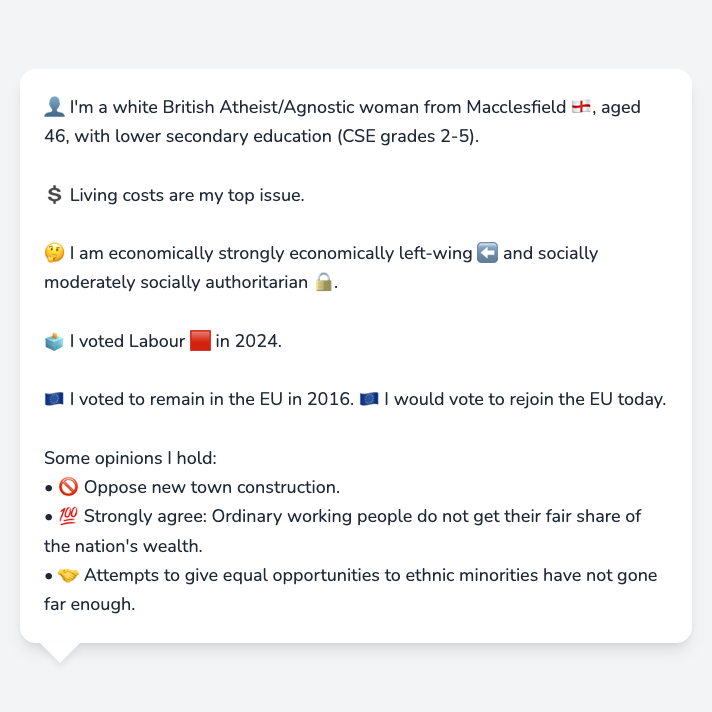 👤 I'm a white British Atheist/Agnostic woman from Macclesfield 🏴󠁧󠁢󠁥󠁮󠁧󠁿, aged
46, with lower secondary education (CSE grades 2-5).
💲 Living costs are my top issue.
🤔 I am economically strongly economically left-wing ⬅️ and socially
moderately socially authoritarian 🔒.
🗳️ I voted Labour 🟥 in 2024.
🇪🇺 I voted to remain in the EU in 2016. 🇪🇺 I would vote to rejoin the EU today.
Some opinions I hold:
• 🚫 Oppose new town construction.
• 💯 Strongly agree: Ordinary working people do not get their fair share of
the nation's wealth.
• 🤝 Attempts to give equal opportunities to ethnic minorities have not gone
far enough.